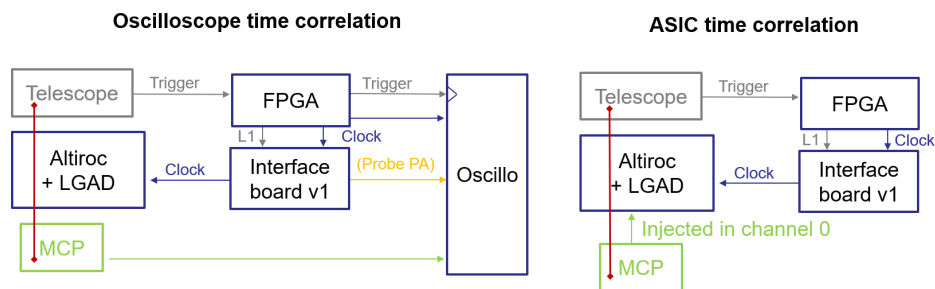 Oscilloscope time correlation
Telescope
Trigger
FPGA
Trigger
L1
Clock
Altiroc
+ LGAD
Clock
Interface
board v1
(Probe PA)
Oscillo
MCP
ASIC time correlation
Telescope
Trigger
FPGA
L1
Clock
Altiroc
+ LGAD
Clock
Interface
board v1
Injected in channel 0
MCP